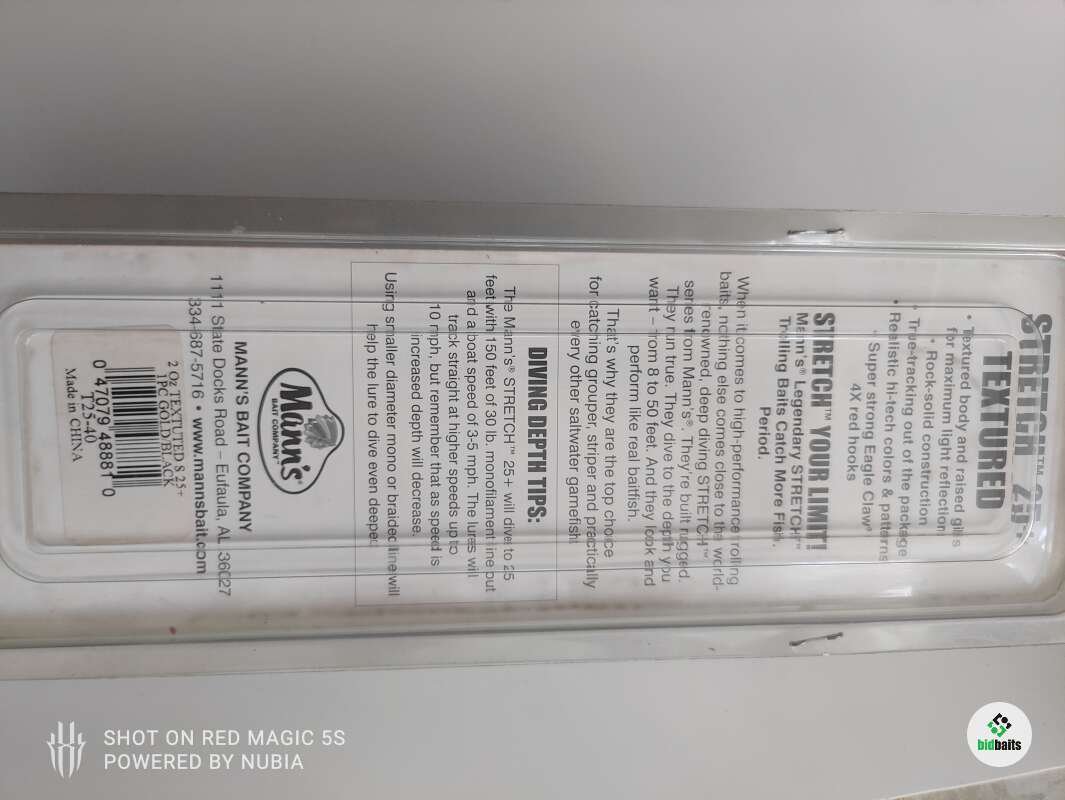 STRETCH™ 25+
TEXTURED
• Textured body and raised gills
for maximum light reflection
• Rock-solid construction
• True-tracking out of the package
• Realistic hi-tech colors & patterns
• Super strong Eagle Claw®
4X red hooks
STRETCH™ YOUR LIMIT!
Mann's® Legendary STRETCH™
Trolling Baits Catch More Fish.
Period.
When it comes to high-performance trolling
baits, nothing else comes close to the world-
renowned, deep diving STRETCH™
series from Mann's®. They're built rugged.
They run true. They dive to the depth you
want – from 8 to 50 feet. And they look and
perform like real baitfish.
That's why they are the top choice
for catching grouper, striper and practically
every other saltwater gamefish.
DIVING DEPTH TIPS:
The Mann's® STRETCH™ 25+ will dive to 25
feet with 150 feet of 30 lb. monofilament line out
and a boat speed of 3-5 mph. The lures will
track straight at higher speeds up to
10 mph, but remember that as speed is
increased depth will decrease.
Using smaller diameter mono or braided line will
help the lure to dive even deeper.
Mann's®
BAIT COMPANY™
MANN'S BAIT COMPANY
1111 State Docks Road – Eufaula, AL 36027
334-687-5716 • www.mannsbait.com
2 Oz TEXTUTED S 25+
1Pc GOLD/BLACK
0 47079 48881 0
T25-40
Made in CHINA
SHOT ON RED MAGIC 5S
POWERED BY NUBIA
bidbaits